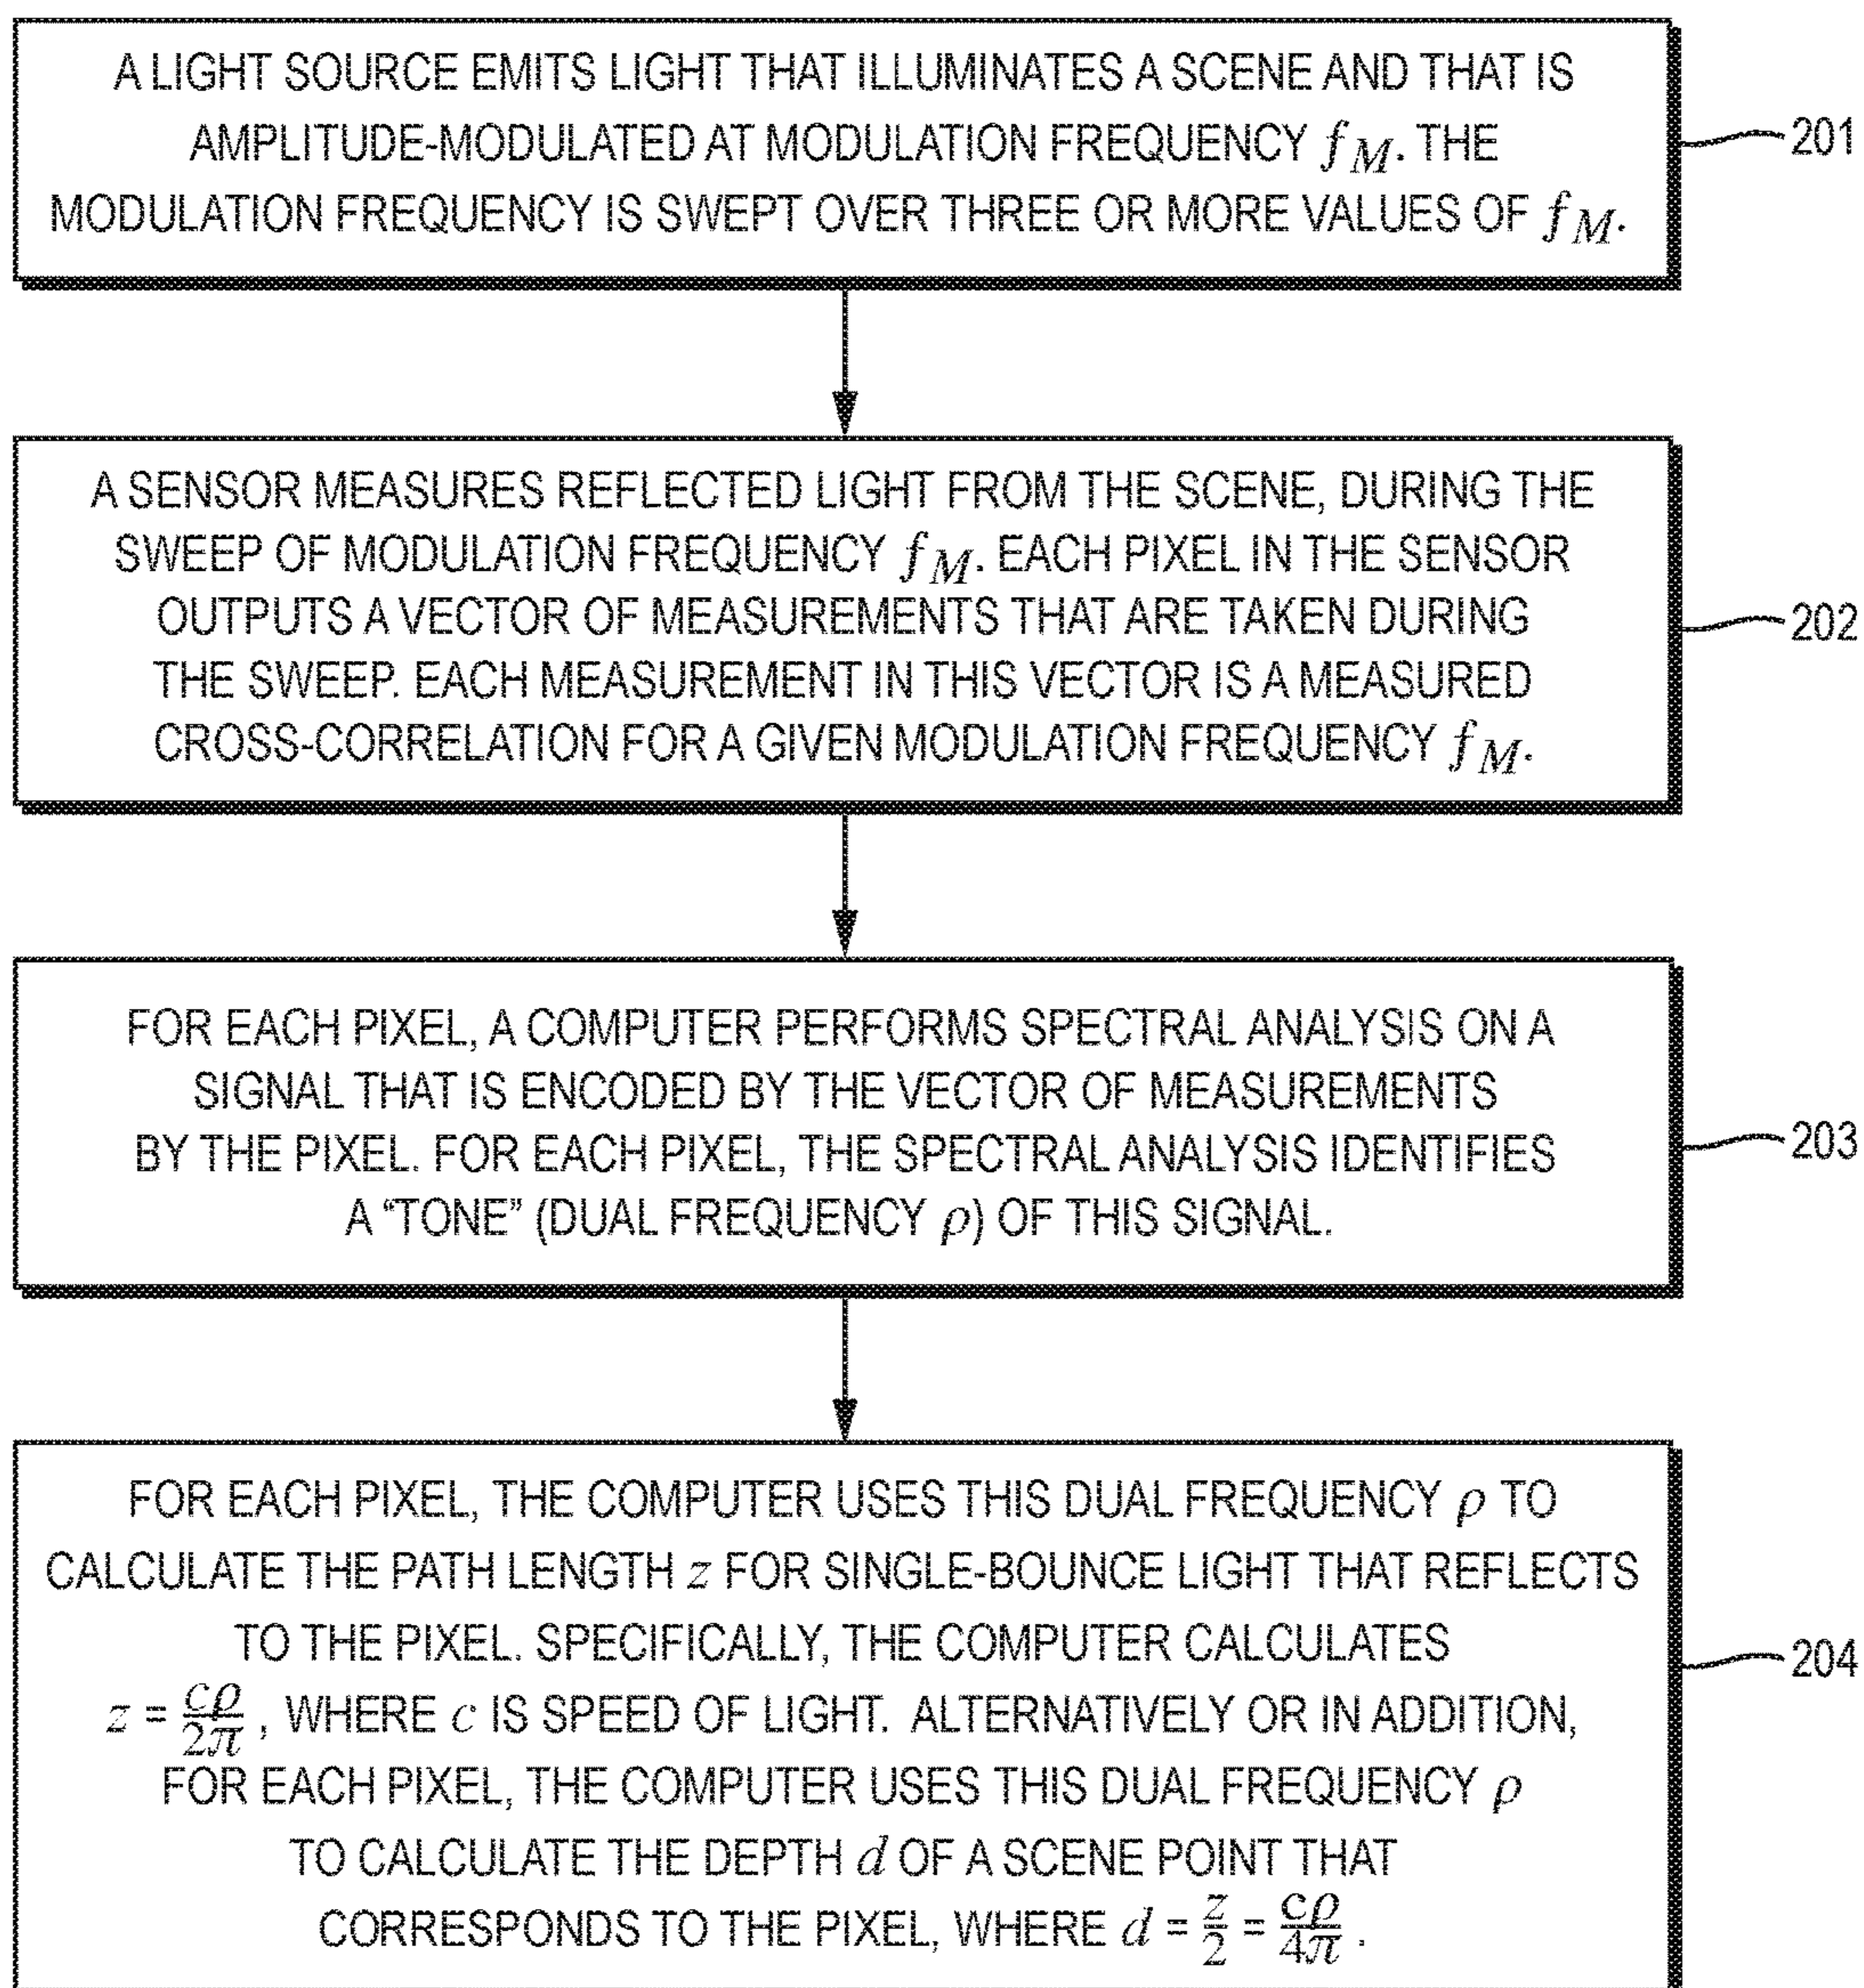 A LIGHT SOURCE EMITS LIGHT THAT ILLUMINATES A SCENE AND THAT IS
AMPLITUDE-MODULATED AT MODULATION FREQUENCY f_M. THE
MODULATION FREQUENCY IS SWEPT OVER THREE OR MORE VALUES OF f_M.
201
A SENSOR MEASURES REFLECTED LIGHT FROM THE SCENE, DURING THE
SWEEP OF MODULATION FREQUENCY f_M. EACH PIXEL IN THE SENSOR
OUTPUTS A VECTOR OF MEASUREMENTS THAT ARE TAKEN DURING
THE SWEEP. EACH MEASUREMENT IN THIS VECTOR IS A MEASURED
CROSS-CORRELATION FOR A GIVEN MODULATION FREQUENCY f_M.
202
FOR EACH PIXEL, A COMPUTER PERFORMS SPECTRAL ANALYSIS ON A
SIGNAL THAT IS ENCODED BY THE VECTOR OF MEASUREMENTS
BY THE PIXEL. FOR EACH PIXEL, THE SPECTRAL ANALYSIS IDENTIFIES
A “TONE” (DUAL FREQUENCY ρ) OF THIS SIGNAL.
203
FOR EACH PIXEL, THE COMPUTER USES THIS DUAL FREQUENCY ρ TO
CALCULATE THE PATH LENGTH z FOR SINGLE-BOUNCE LIGHT THAT REFLECTS
TO THE PIXEL. SPECIFICALLY, THE COMPUTER CALCULATES
z = cρ/2π, WHERE c IS SPEED OF LIGHT. ALTERNATIVELY OR IN ADDITION,
FOR EACH PIXEL, THE COMPUTER USES THIS DUAL FREQUENCY ρ
TO CALCULATE THE DEPTH d OF A SCENE POINT THAT
CORRESPONDS TO THE PIXEL, WHERE d = z/2 = cρ/4π.
204